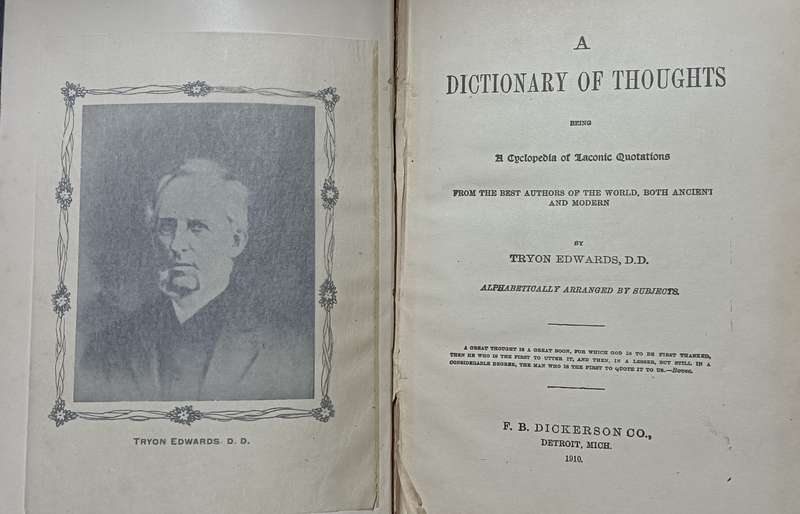 TRYON EDWARDS D. D.
A
DICTIONARY OF THOUGHTS
BEING
A Cyclopedia of Laconic Quotations
FROM THE BEST AUTHORS OF THE WORLD, BOTH ANCIENT
AND MODERN
BY
TRYON EDWARDS, D.D.
ALPHABETICALLY ARRANGED BY SUBJECTS.
A GREAT THOUGHT IS A GREAT BOON, FOR WHICH GOD IS TO BE FIRST THANKED,
THEN HE WHO IS THE FIRST TO UTTER IT, AND THEN, IN A LESSER, BUT STILL IN A
CONSIDERABLE DEGREE, THE MAN WHO IS THE FIRST TO QUOTE IT TO US.—Bovee.
F. B. DICKERSON CO.,
DETROIT, MICH.
1910.